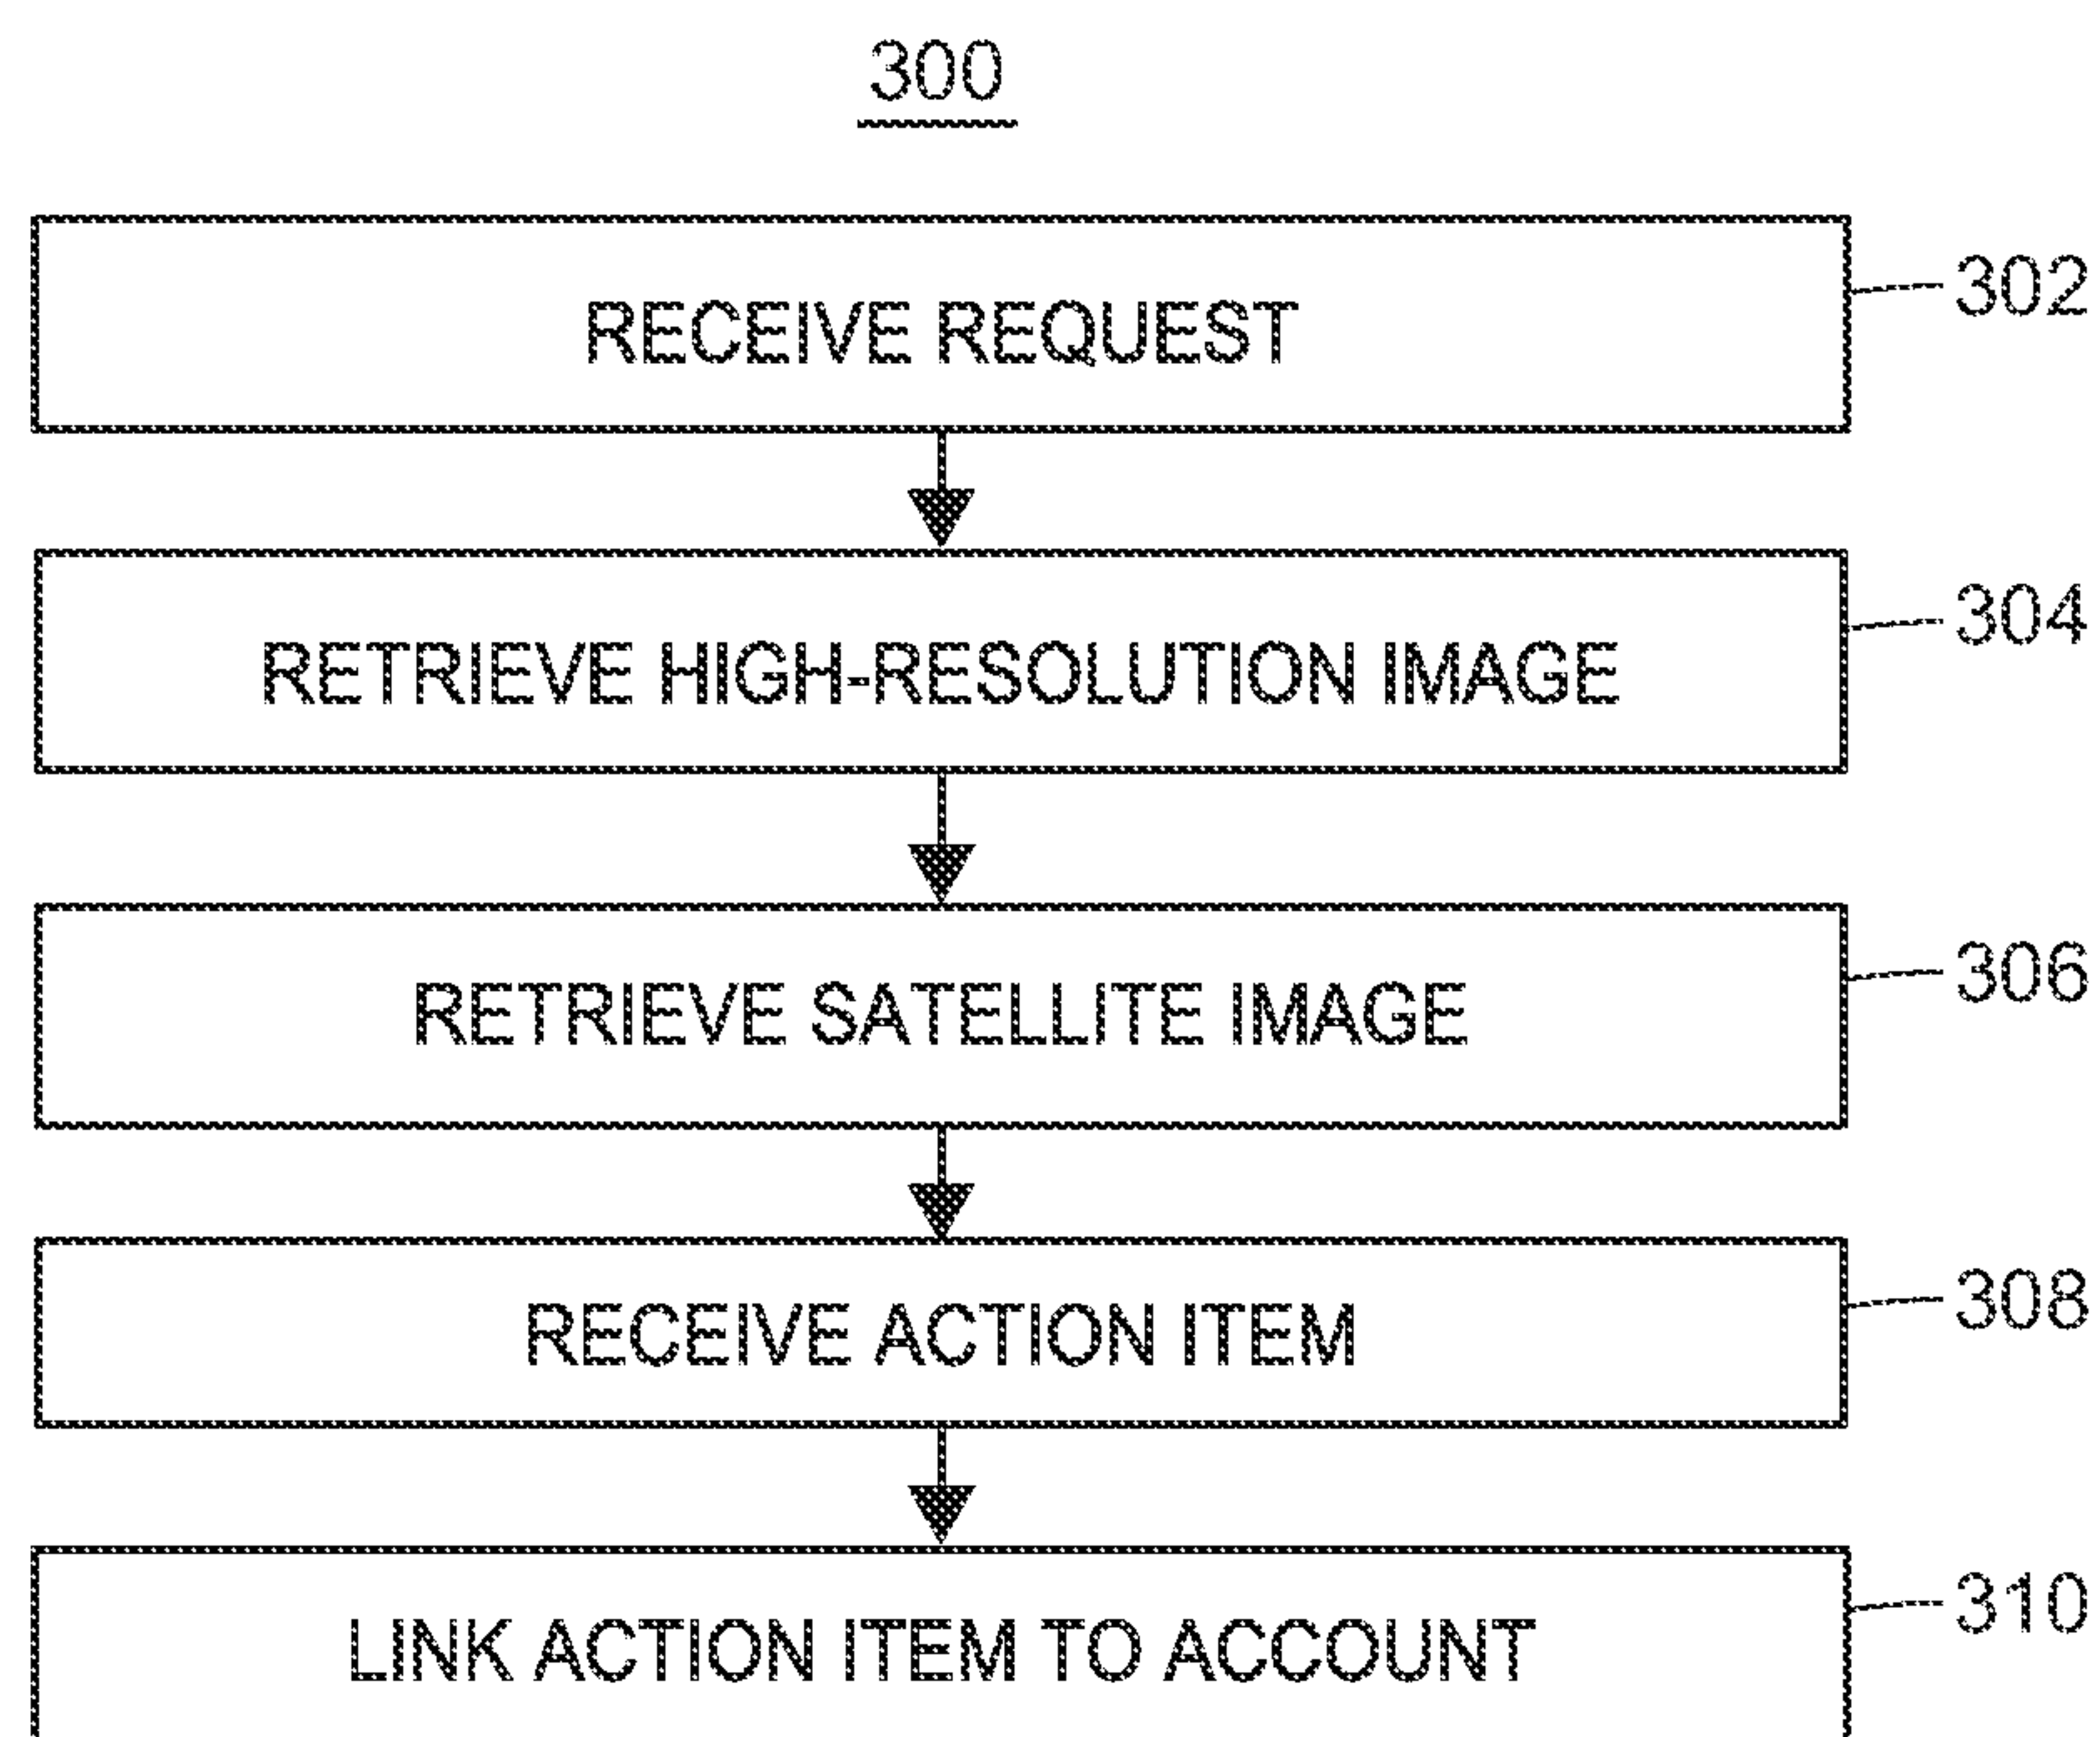 300
RECEIVE REQUEST
302
RETRIEVE HIGH-RESOLUTION IMAGE
304
RETRIEVE SATELLITE IMAGE
306
RECEIVE ACTION ITEM
308
LINK ACTION ITEM TO ACCOUNT
310